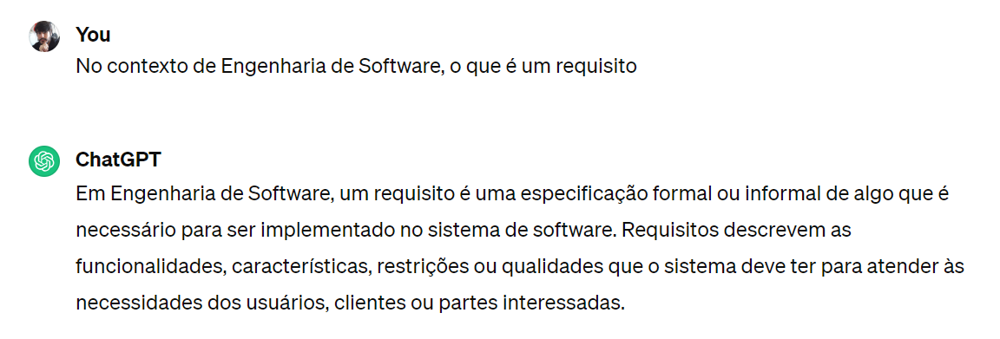 You
No contexto de Engenharia de Software, o que é um requisito
ChatGPT
Em Engenharia de Software, um requisito é uma especificação formal ou informal de algo que é
necessário para ser implementado no sistema de software. Requisitos descrevem as
funcionalidades, características, restrições ou qualidades que o sistema deve ter para atender às
necessidades dos usuários, clientes ou partes interessadas.